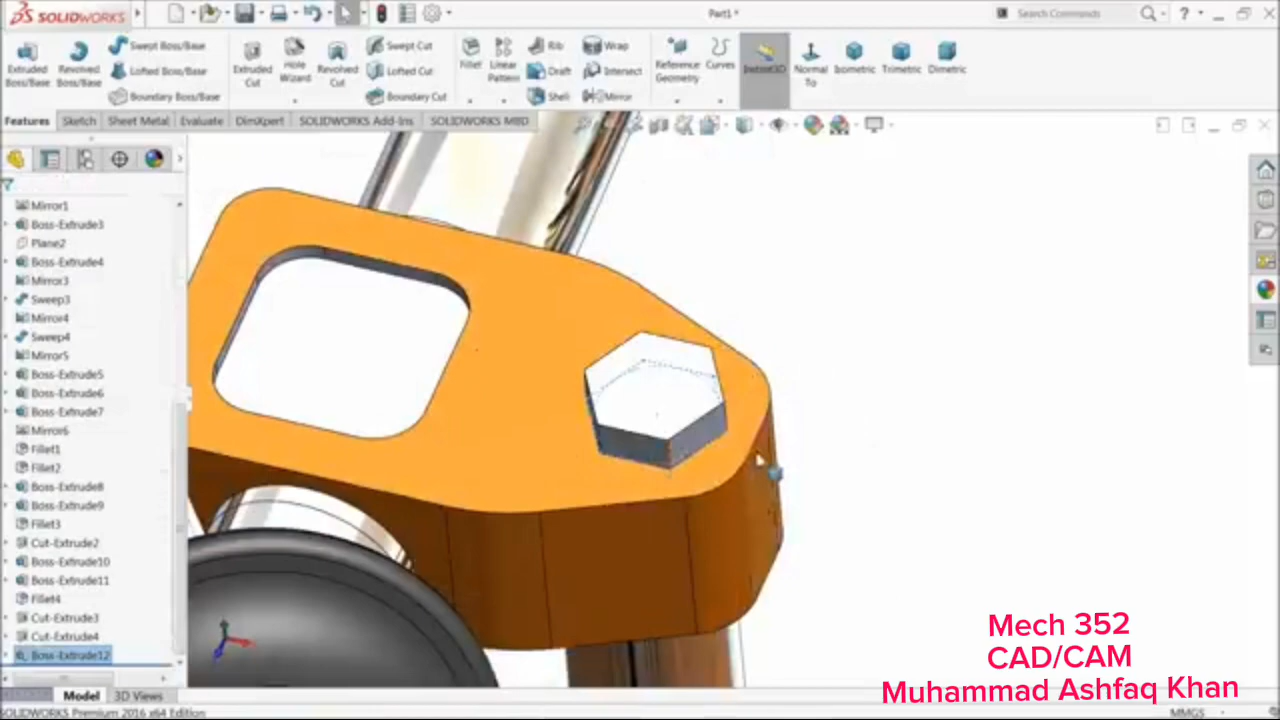 SOLIDWORKS
Part1 *
Search Commands
Extruded Boss/Base
Revolved Boss/Base
Swept Boss/Base
Lofted Boss/Base
Boundary Boss/Base
Extruded Cut
Hole Wizard
Revolved Cut
Swept Cut
Lofted Cut
Boundary Cut
Fillet
Linear Pattern
Rib
Draft
Shell
Wrap
Intersect
Mirror
Reference Geometry
Curves
Instant3D
Normal To
Isometric
Trimetric
Dimetric
Features
Sketch
Sheet Metal
Evaluate
DimXpert
SOLIDWORKS Add-Ins
SOLIDWORKS MBD
Mirror1
Boss-Extrude3
Plane2
Boss-Extrude4
Mirror3
Sweep3
Mirror4
Sweep4
Mirror5
Boss-Extrude5
Boss-Extrude6
Boss-Extrude7
Mirror6
Fillet1
Fillet2
Boss-Extrude8
Boss-Extrude9
Fillet3
Cut-Extrude2
Boss-Extrude10
Boss-Extrude11
Fillet4
Cut-Extrude3
Cut-Extrude4
Boss-Extrude12
Mech 352
CAD/CAM
Muhammad Ashfaq Khan
Model
3D Views
SOLIDWORKS Premium 2016 x64 Edition
MMGS